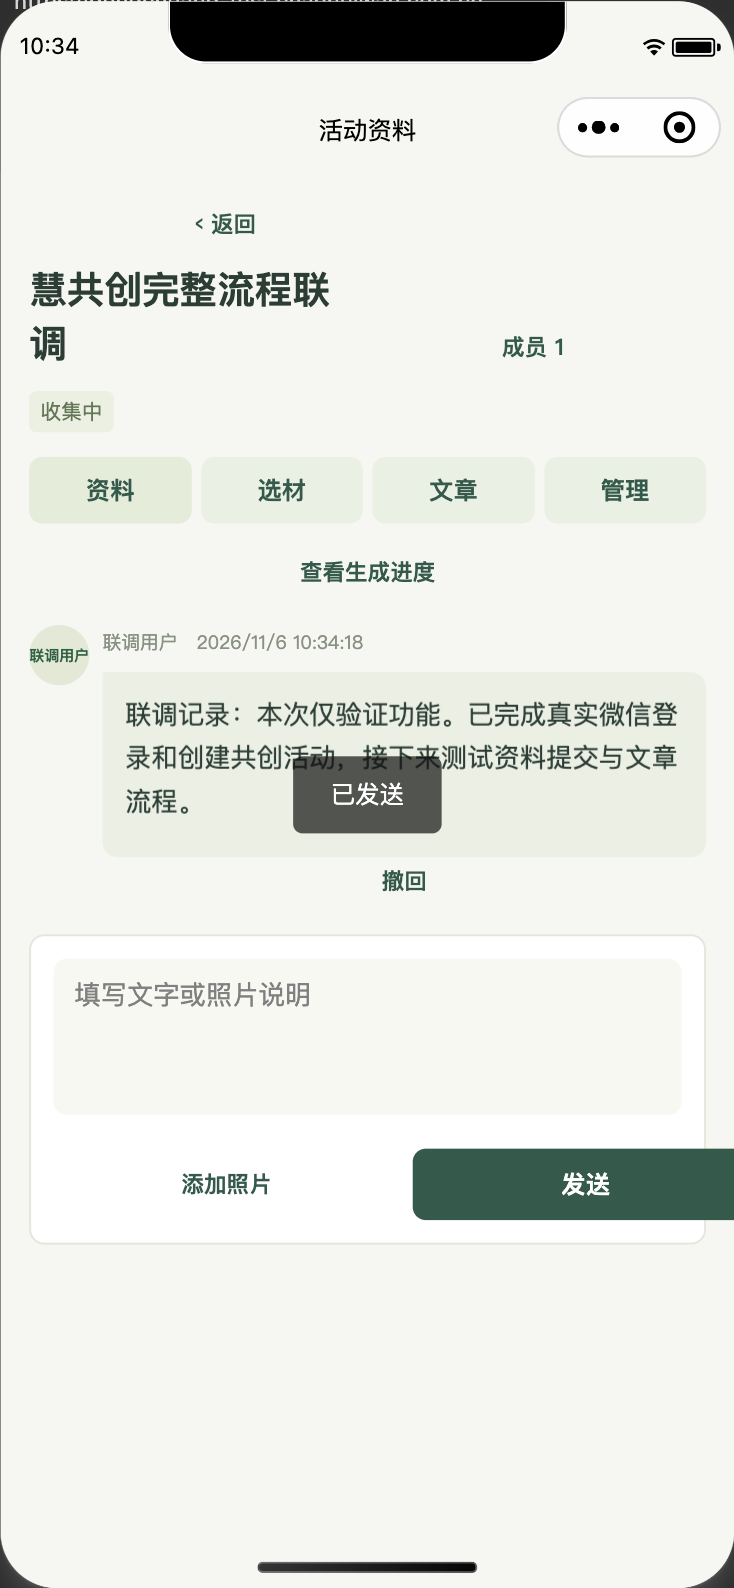 10:34
活动资料
‹ 返回
慧共创完整流程联
调
成员 1
收集中
资料 选材 文章 管理
查看生成进度
联调用户
联调用户 2026/11/6 10:34:18
联调记录：本次仅验证功能。已完成真实微信登
录和创建共创活动，接下来测试资料提交与文章
流程。
已发送
撤回
填写文字或照片说明
添加照片 发送